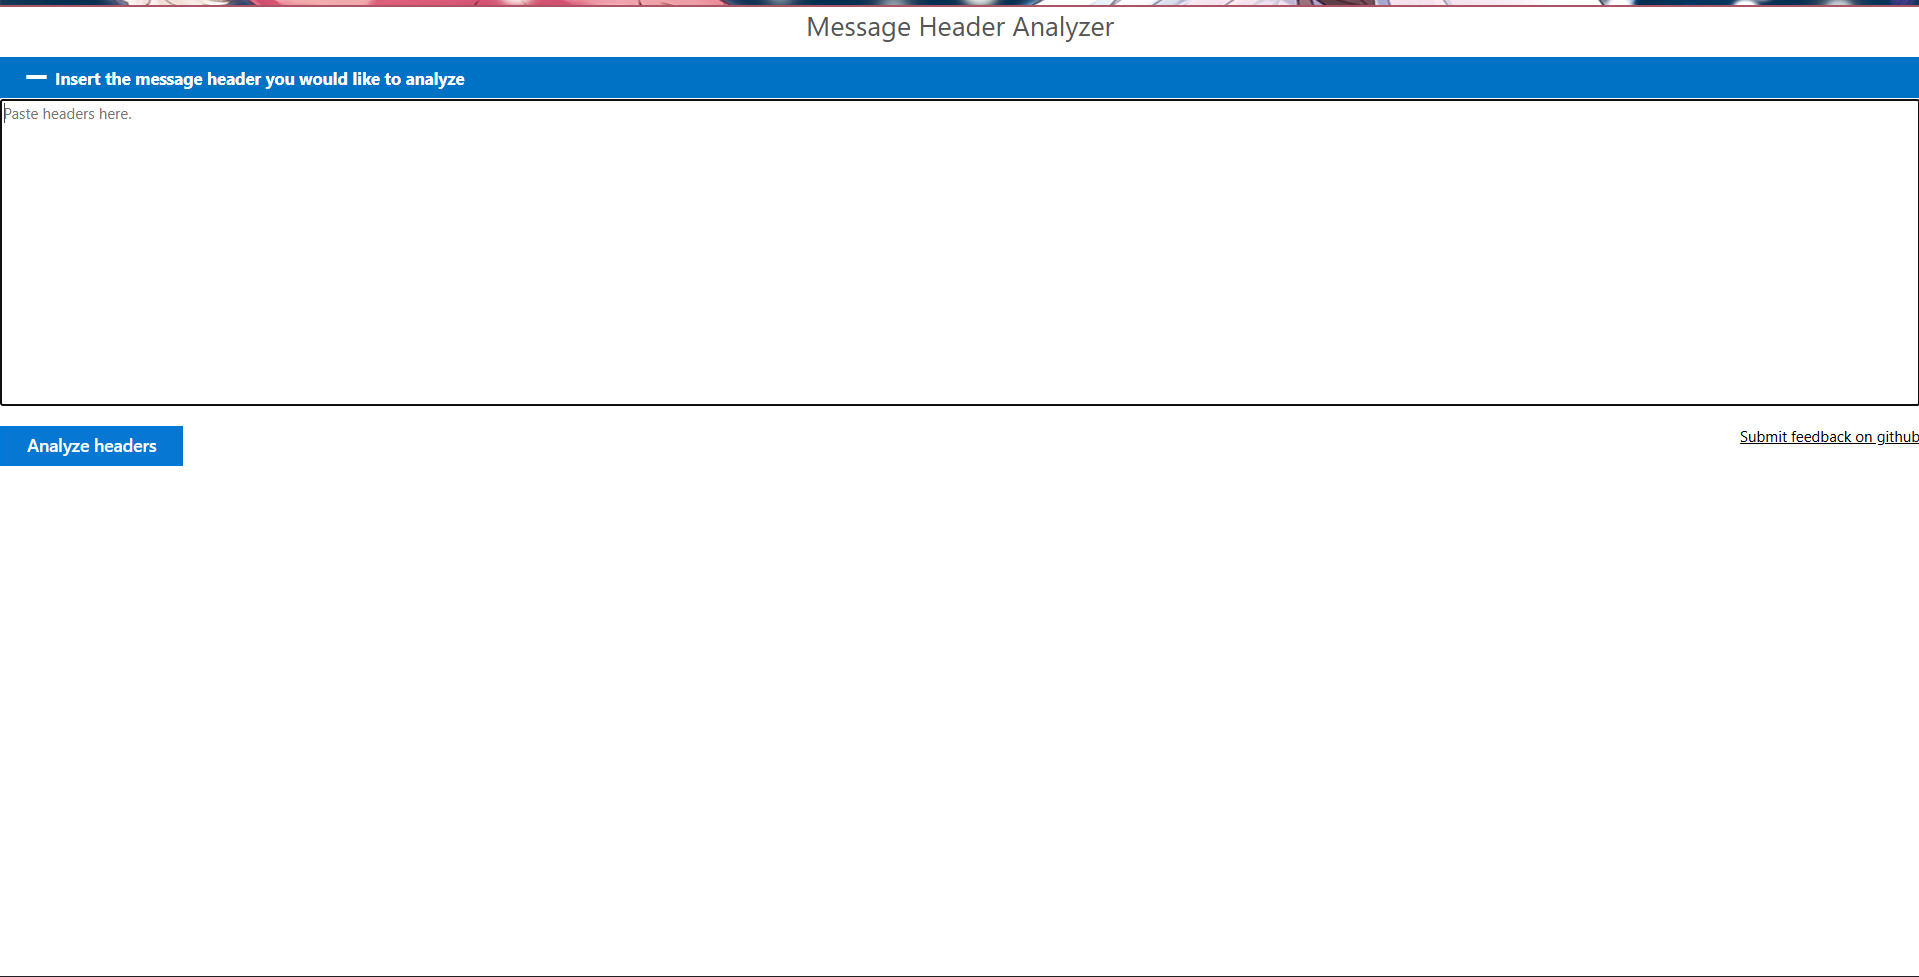 Message Header Analyzer
Insert the message header you would like to analyze
Paste headers here.
Analyze headers
Submit feedback on github